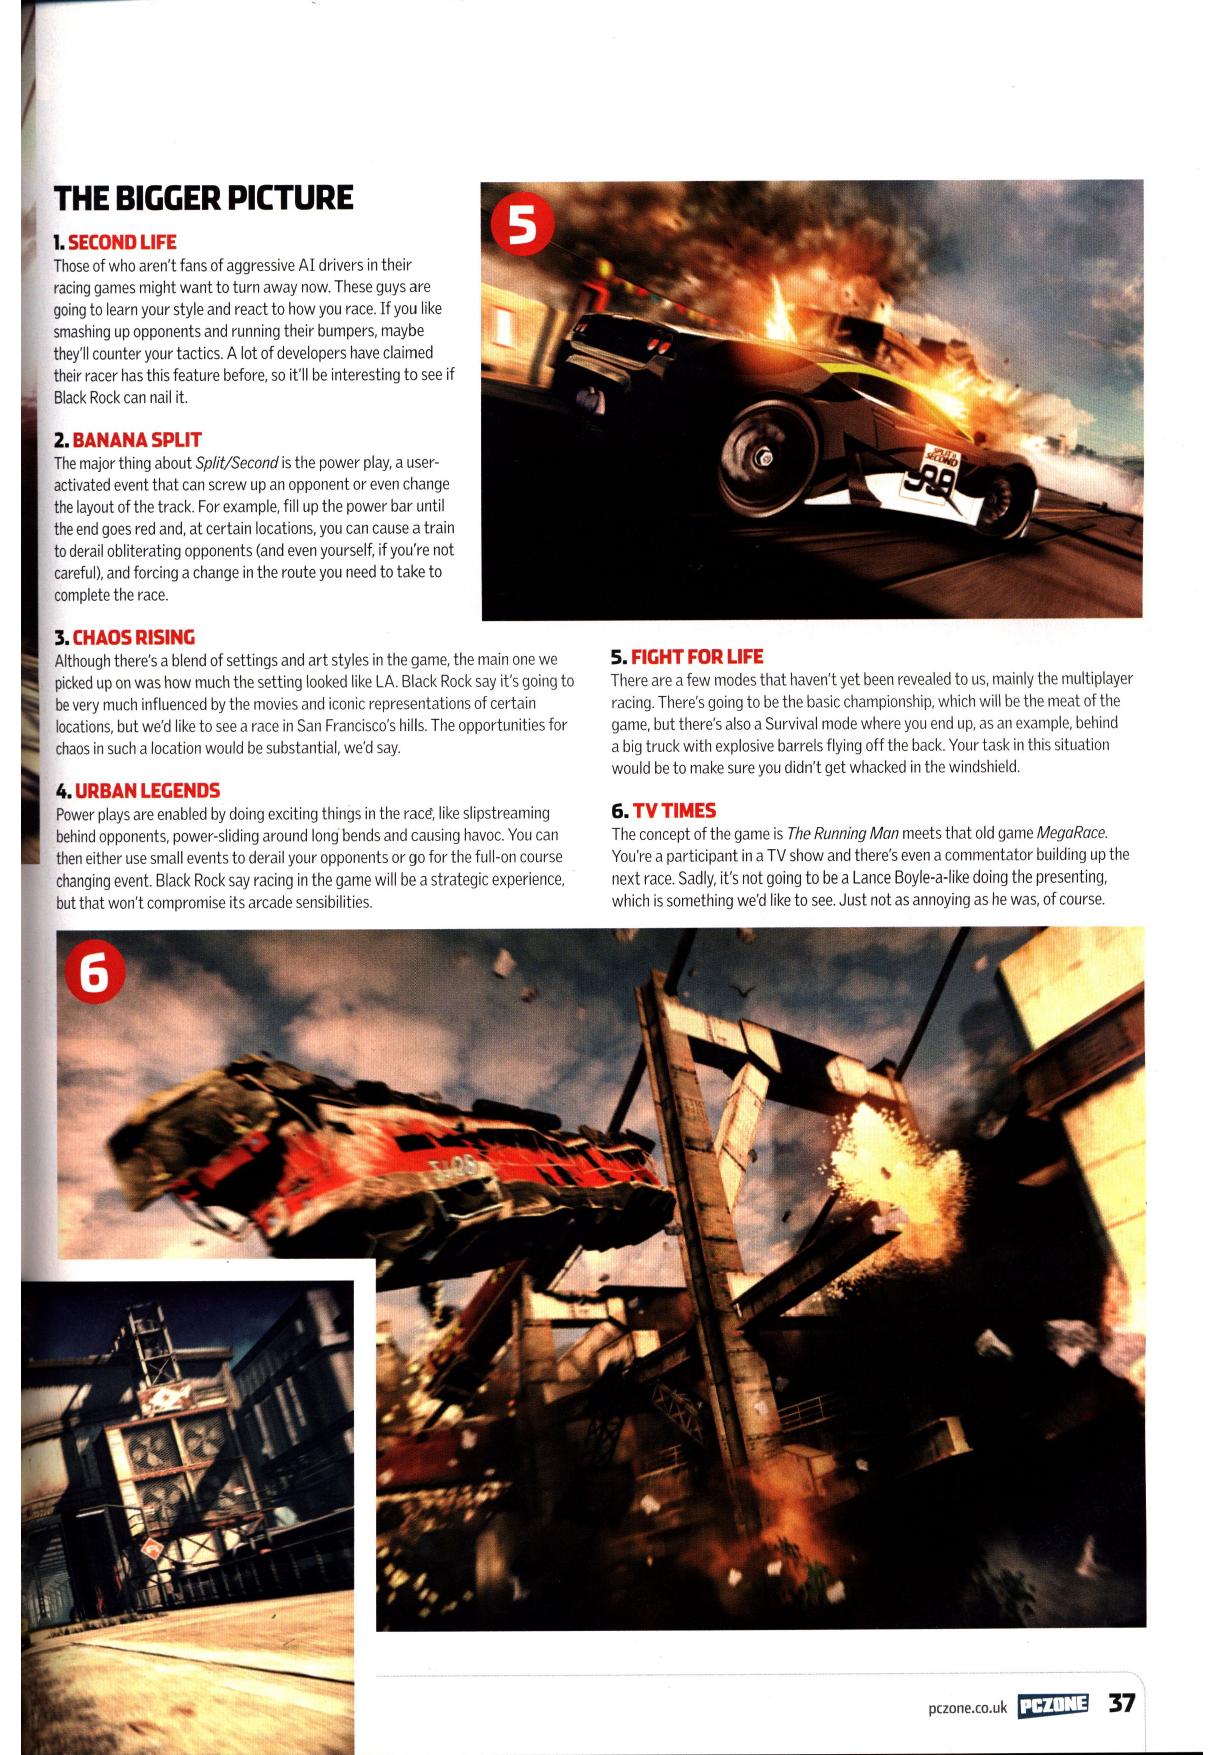 THE BIGGER PICTURE
1. SECOND LIFE
Those of who aren't fans of aggressive AI drivers in their
racing games might want to turn away now. These guys are
going to learn your style and react to how you race. If you like
smashing up opponents and running their bumpers, maybe
they'll counter your tactics. A lot of developers have claimed
their racer has this feature before, so it'll be interesting to see if
Black Rock can nail it.
2. BANANA SPLIT
The major thing about Split/Second is the power play, a user-
activated event that can screw up an opponent or even change
the layout of the track. For example, fill up the power bar until
the end goes red and, at certain locations, you can cause a train
to derail obliterating opponents (and even yourself, if you're not
careful), and forcing a change in the route you need to take to
complete the race.
3. CHAOS RISING
Although there's a blend of settings and art styles in the game, the main one we
picked up on was how much the setting looked like LA. Black Rock say it's going to
be very much influenced by the movies and iconic representations of certain
locations, but we'd like to see a race in San Francisco's hills. The opportunities for
chaos in such a location would be substantial, we'd say.
4. URBAN LEGENDS
Power plays are enabled by doing exciting things in the race, like slipstreaming
behind opponents, power-sliding around long bends and causing havoc. You can
then either use small events to derail your opponents or go for the full-on course
changing event. Black Rock say racing in the game will be a strategic experience,
but that won't compromise its arcade sensibilities.
5
SPLIT
SECOND
99
5. FIGHT FOR LIFE
There are a few modes that haven't yet been revealed to us, mainly the multiplayer
racing. There's going to be the basic championship, which will be the meat of the
game, but there's also a Survival mode where you end up, as an example, behind
a big truck with explosive barrels flying off the back. Your task in this situation
would be to make sure you didn't get whacked in the windshield.
6. TV TIMES
The concept of the game is The Running Man meets that old game MegaRace.
You're a participant in a TV show and there's even a commentator building up the
next race. Sadly, it's not going to be a Lance Boyle-a-like doing the presenting,
which is something we'd like to see. Just not as annoying as he was, of course.
6
pczone.co.uk PCZONE 37